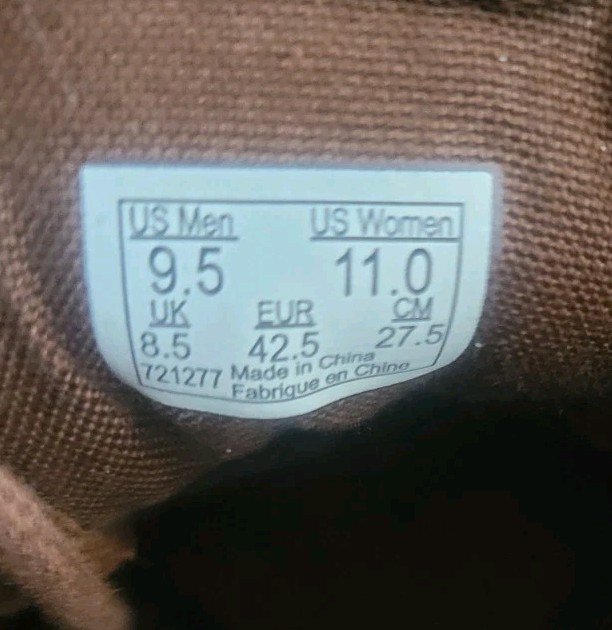 US Men US Women
9.5 11.0
UK EUR CM
8.5 42.5 27.5
721277 Made in China
Fabrique en Chine